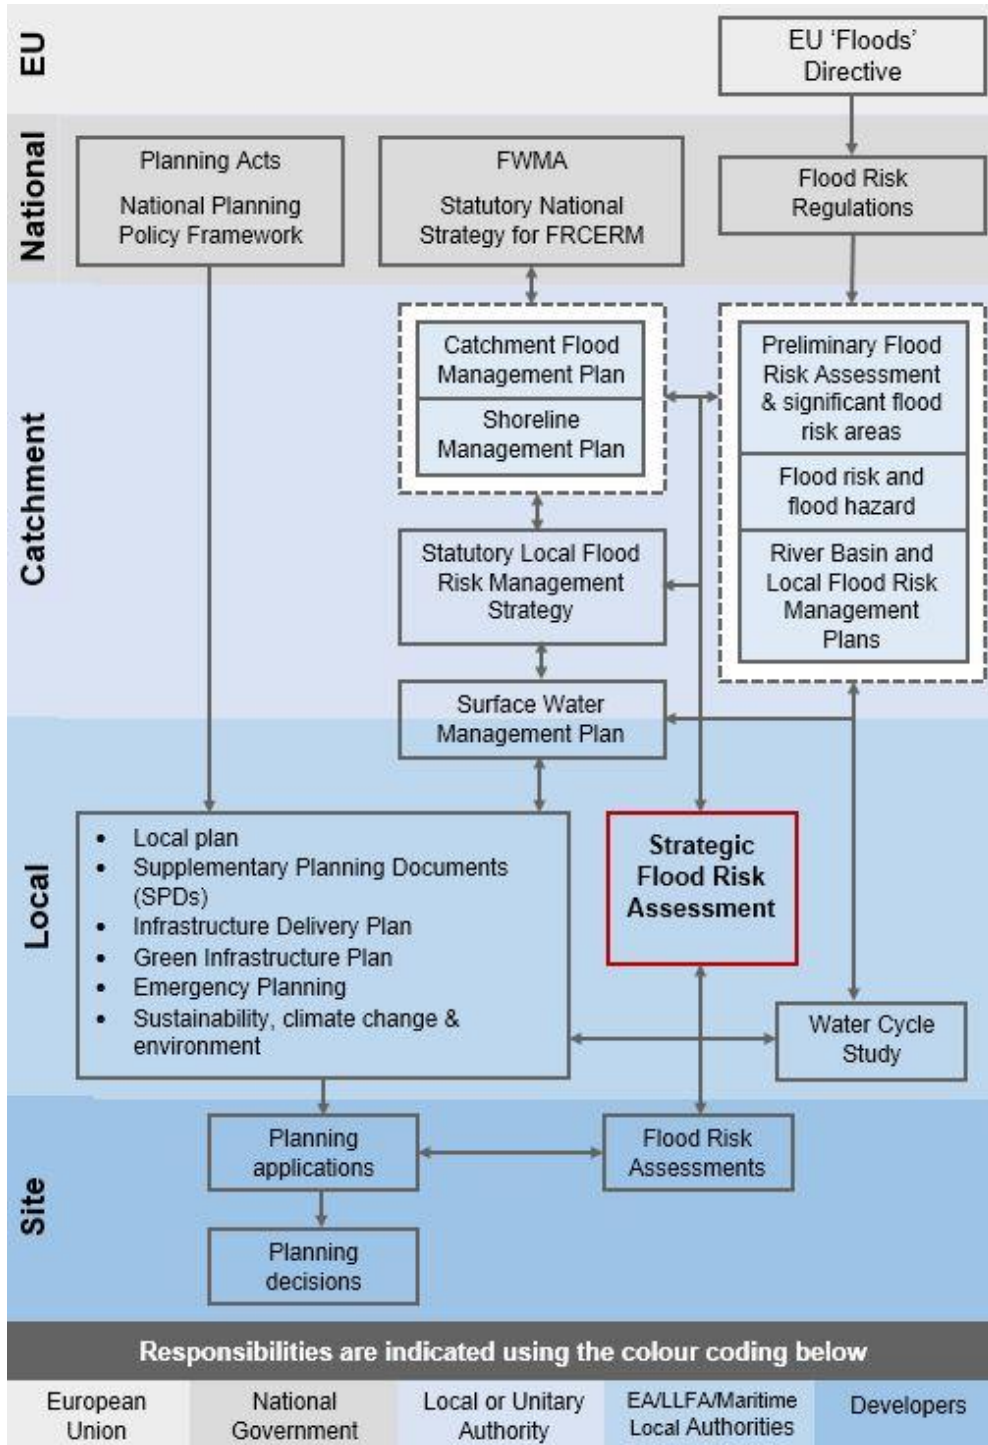 EU
EU ‘Floods’
Directive
National
Planning Acts
National Planning
Policy Framework
FWMA
Statutory National
Strategy for FRCERM
Flood Risk
Regulations
Catchment
Catchment Flood
Management Plan
Shoreline
Management Plan
Preliminary Flood
Risk Assessment
& significant flood
risk areas
Flood risk and
flood hazard
River Basin and
Local Flood Risk
Management
Plans
Statutory Local Flood
Risk Management
Strategy
Surface Water
Management Plan
Local
• Local plan
• Supplementary Planning Documents
(SPDs)
• Infrastructure Delivery Plan
• Green Infrastructure Plan
• Emergency Planning
• Sustainability, climate change &
environment
Strategic
Flood Risk
Assessment
Water Cycle
Study
Site
Planning
applications
Flood Risk
Assessments
Planning
decisions
Responsibilities are indicated using the colour coding below
European
Union
National
Government
Local or Unitary
Authority
EA/LLFA/Maritime
Local Authorities
Developers